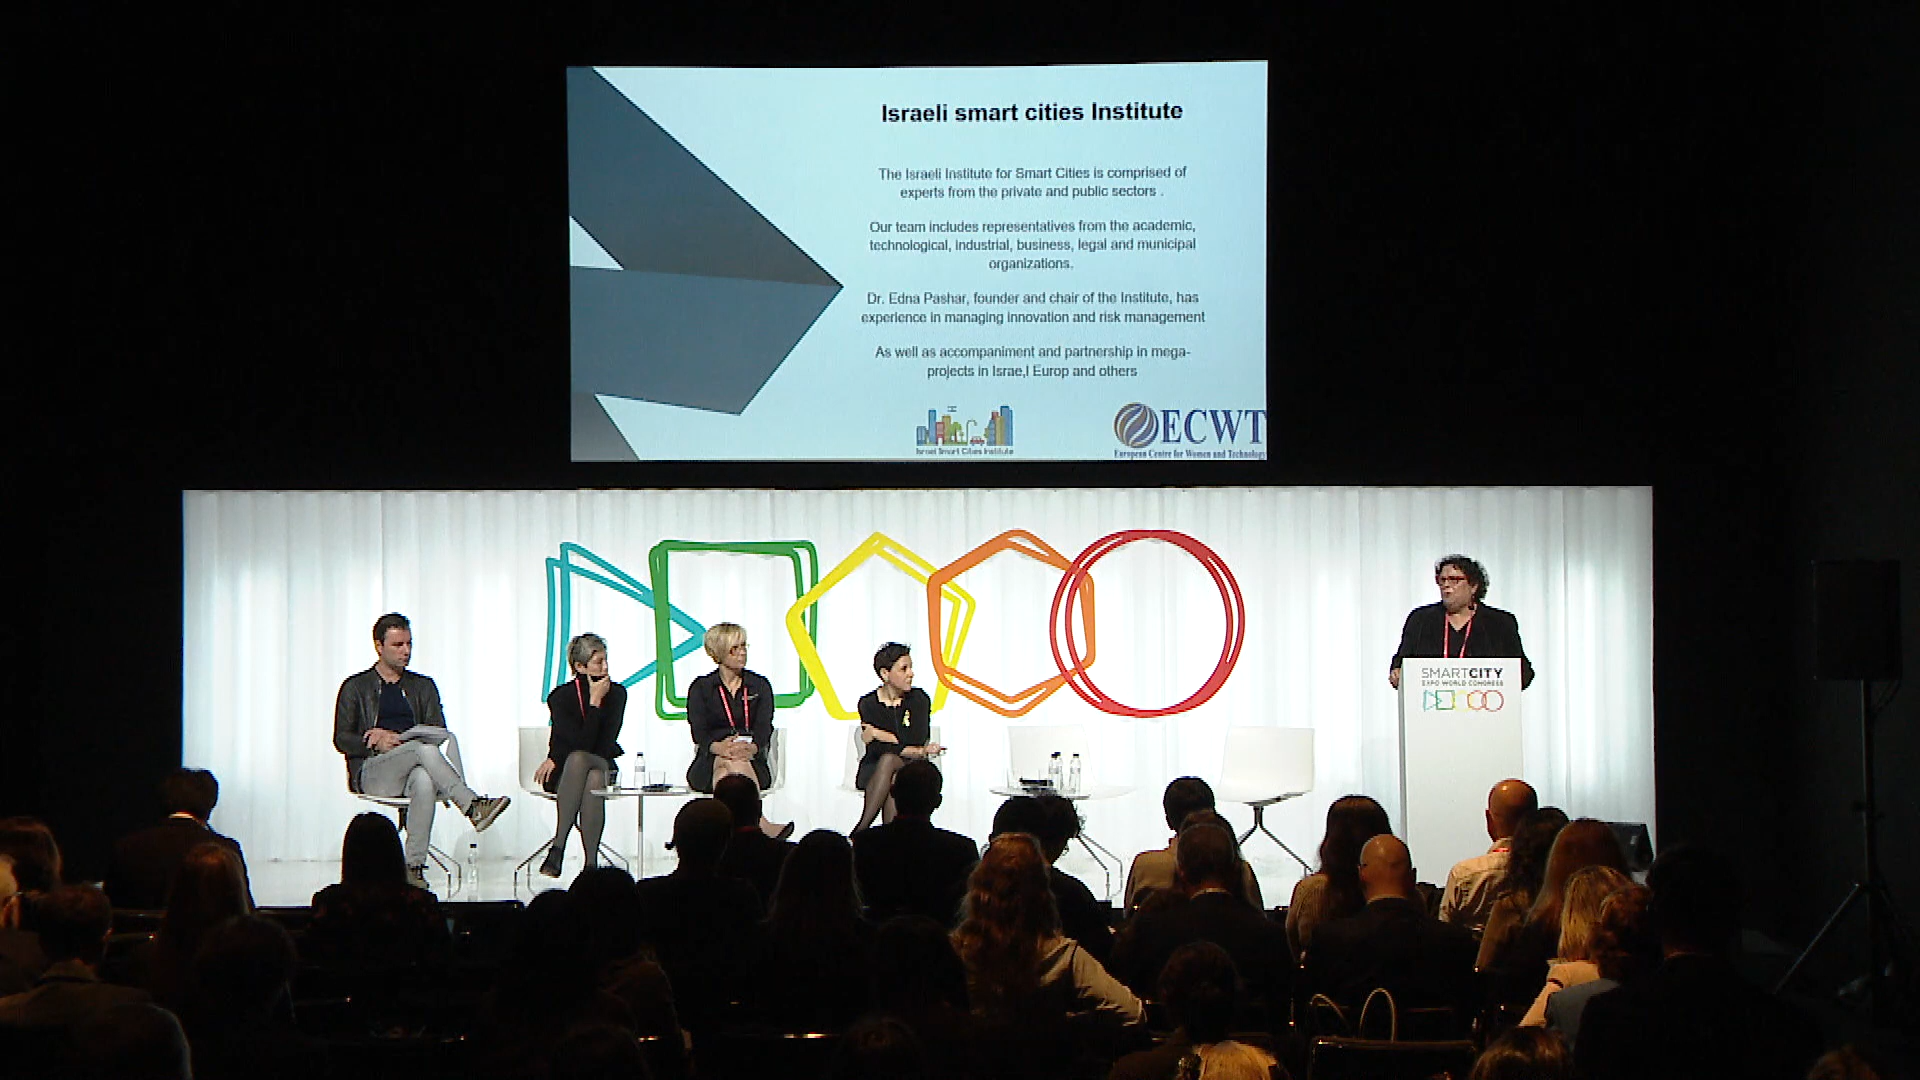 Israeli smart cities Institute
The Israeli Institute for Smart Cities is comprised of
experts from the private and public sectors .
Our team includes representatives from the academic,
technological, industrial, business, legal and municipal
organizations.
Dr. Edna Pashar, founder and chair of the Institute, has
experience in managing innovation and risk management
As well as accompaniment and partnership in mega-
projects in Israe,l Europ and others
Israel Smart Cities Institute
ECWT
European Centre for Women and Technology
SMARTCITY
EXPO WORLD CONGRESS